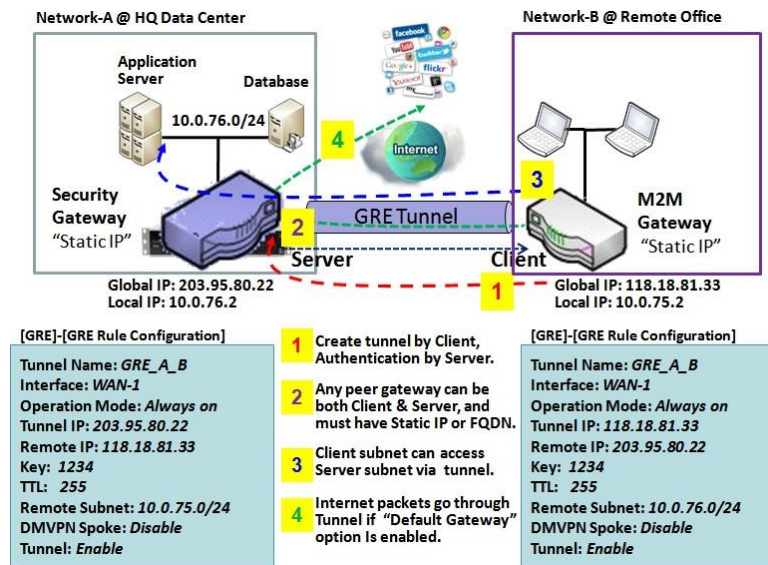 Network-A @ HQ Data Center
Network-B @ Remote Office
Application
Server
Database
10.0.76.0/24
facebook
YouTube
twitter
Google+
flickr
YAHOO!
my
Internet
4
3
Security
Gateway
"Static IP"
2
GRE Tunnel
M2M
Gateway
"Static IP"
Server
Client
1
Global IP: 203.95.80.22
Local IP: 10.0.76.2
Global IP: 118.18.81.33
Local IP: 10.0.75.2
[GRE]-[GRE Rule Configuration]
Tunnel Name: GRE_A_B
Interface: WAN-1
Operation Mode: Always on
Tunnel IP: 203.95.80.22
Remote IP: 118.18.81.33
Key: 1234
TTL: 255
Remote Subnet: 10.0.75.0/24
DMVPN Spoke: Disable
Tunnel: Enable
1
Create tunnel by Client,
Authentication by Server.
2
Any peer gateway can be
both Client & Server, and
must have Static IP or FQDN.
3
Client subnet can access
Server subnet via tunnel.
4
Internet packets go through
Tunnel if "Default Gateway"
option Is enabled.
[GRE]-[GRE Rule Configuration]
Tunnel Name: GRE_A_B
Interface: WAN-1
Operation Mode: Always on
Tunnel IP: 118.18.81.33
Remote IP: 203.95.80.22
Key: 1234
TTL: 255
Remote Subnet: 10.0.76.0/24
DMVPN Spoke: Disable
Tunnel: Enable